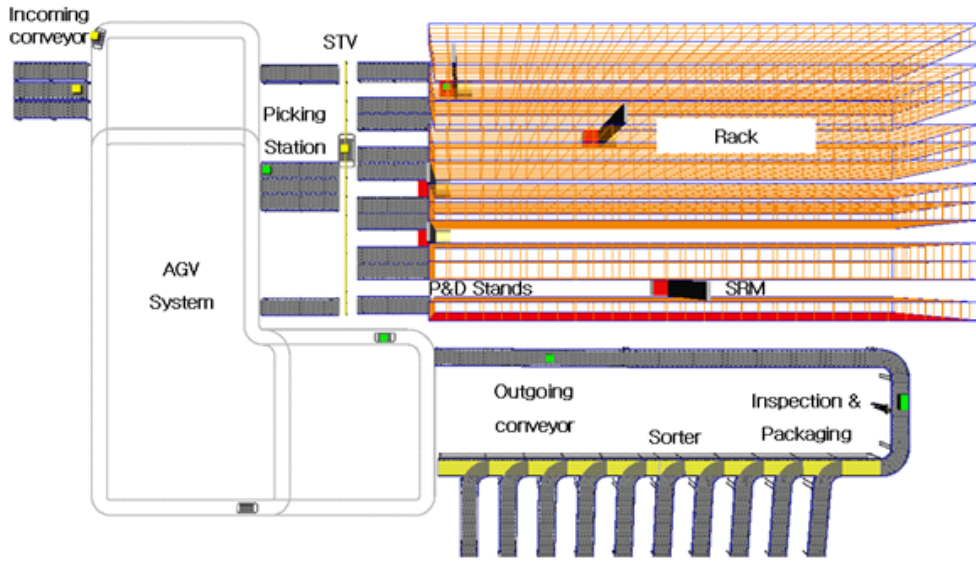 Incoming
conveyor
STV
Picking
Station
Rack
AGV
System
P&D Stands
SRM
Outgoing
conveyor
Sorter
Inspection &
Packaging